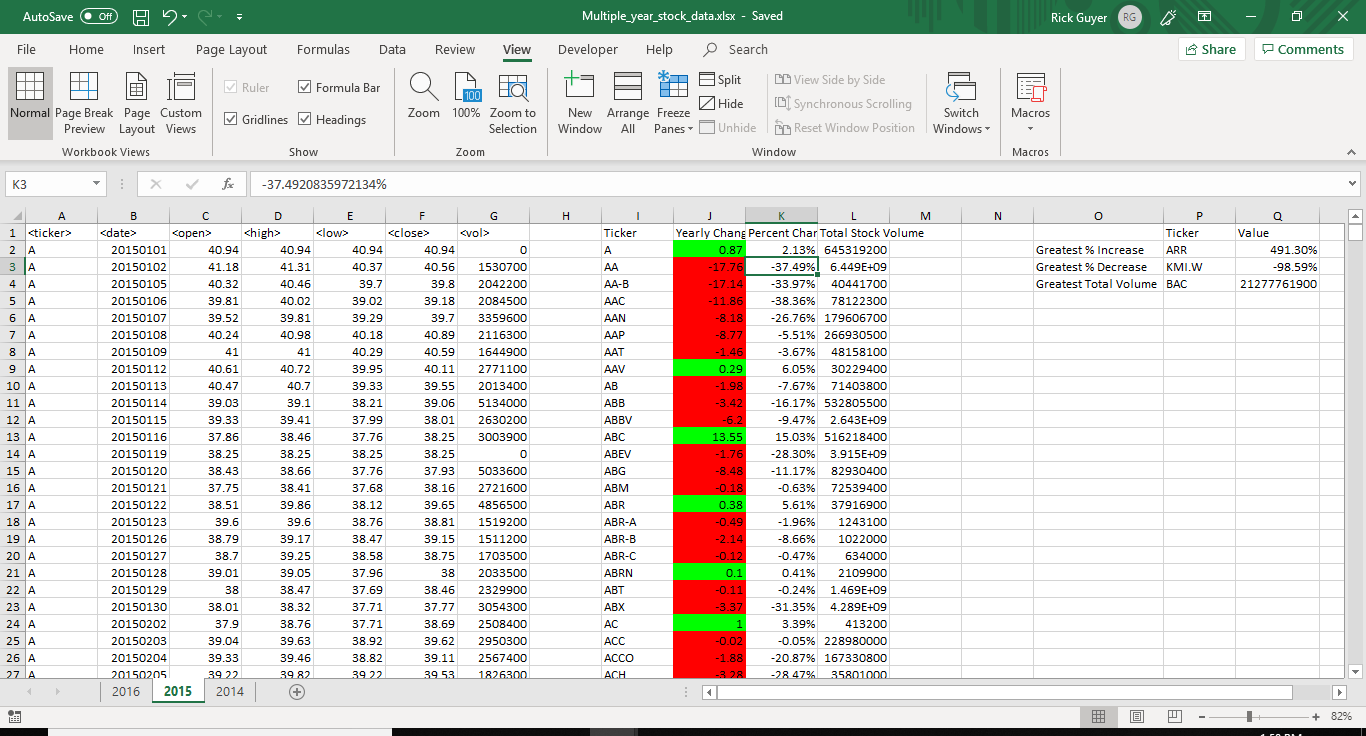 AutoSave Off Multiple_year_stock_data.xlsx - Saved Rick Guyer RG
File Home Insert Page Layout Formulas Data Review View Developer Help Search Share Comments
Normal Page Break Preview Page Layout Custom Views
Workbook Views
Ruler Formula Bar
Gridlines Headings
Show
Zoom 100 100% Zoom to Selection
Zoom
New Window Arrange All Freeze Panes
Split View Side by Side
Hide Synchronous Scrolling
Unhide Reset Window Position
Switch Windows
Window
Macros
Macros
K3 fx -37.4920835972134%
A B C D E F G H I J K L M N O P Q
1 <ticker> <date> <open> <high> <low> <close> <vol> Ticker Yearly Chang Percent Char Total Stock Volume Ticker Value
2 A 20150101 40.94 40.94 40.94 40.94 0 A 0.87 2.13% 645319200 Greatest % Increase ARR 491.30%
3 A 20150102 41.18 41.31 40.37 40.56 1530700 AA -17.76 -37.49% 6.449E+09 Greatest % Decrease KMI.W -98.59%
4 A 20150105 40.32 40.46 39.7 39.8 2042200 AA-B -17.14 -33.97% 40441700 Greatest Total Volume BAC 21277761900
5 A 20150106 39.81 40.02 39.02 39.18 2084500 AAC -11.86 -38.36% 78122300
6 A 20150107 39.52 39.81 39.29 39.7 3359600 AAN -8.18 -26.76% 179606700
7 A 20150108 40.24 40.98 40.18 40.89 2116300 AAP -8.77 -5.51% 266930500
8 A 20150109 41 41 40.29 40.59 1644900 AAT -1.46 -3.67% 48158100
9 A 20150112 40.61 40.72 39.95 40.11 2771100 AAV 0.29 6.05% 30229400
10 A 20150113 40.47 40.7 39.33 39.55 2013400 AB -1.98 -7.67% 71403800
11 A 20150114 39.03 39.1 38.21 39.06 5134000 ABB -3.42 -16.17% 532805500
12 A 20150115 39.33 39.41 37.99 38.01 2630200 ABBV -6.2 -9.47% 2.643E+09
13 A 20150116 37.86 38.46 37.76 38.25 3003900 ABC 13.55 15.03% 516218400
14 A 20150119 38.25 38.25 38.25 38.25 0 ABEV -1.76 -28.30% 3.915E+09
15 A 20150120 38.43 38.66 37.76 37.93 5033600 ABG -8.48 -11.17% 82930400
16 A 20150121 37.75 38.41 37.68 38.16 2721600 ABM -0.18 -0.63% 72539400
17 A 20150122 38.51 39.86 38.12 39.65 4856500 ABR 0.38 5.61% 37916900
18 A 20150123 39.6 39.6 38.76 38.81 1519200 ABR-A -0.49 -1.96% 1243100
19 A 20150126 38.79 39.17 38.47 39.15 1511200 ABR-B -2.14 -8.66% 1022000
20 A 20150127 38.7 39.25 38.58 38.75 1703500 ABR-C -0.12 -0.47% 634000
21 A 20150128 39.01 39.05 37.96 38 2033500 ABRN 0.1 0.41% 2109900
22 A 20150129 38 38.47 37.69 38.46 2329900 ABT -0.11 -0.24% 1.469E+09
23 A 20150130 38.01 38.32 37.71 37.77 3054300 ABX -3.37 -31.35% 4.289E+09
24 A 20150202 37.9 38.76 37.71 38.69 2508400 AC 1 3.39% 413200
25 A 20150203 39.04 39.63 38.92 39.62 2950300 ACC -0.02 -0.05% 228980000
26 A 20150204 39.33 39.46 38.82 39.11 2567400 ACCO -1.88 -20.87% 167330800
27 A 20150205 39.22 39.82 39.22 39.53 1826300 ACH -3.28 -28.47% 35801000
2016 2015 2014
82%